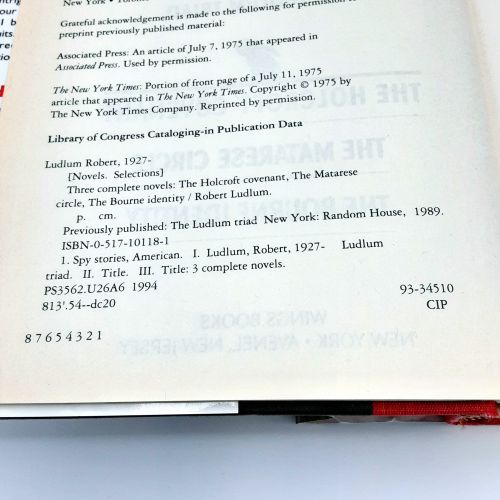 New York • Toronto
Grateful acknowledgement is made to the following for permission to
preprint previously published material:
Associated Press: An article of July 7, 1975 that appeared in
Associated Press. Used by permission.
The New York Times: Portion of front page of a July 11, 1975
article that appeared in The New York Times. Copyright © 1975 by
The New York Times Company. Reprinted by permission.
Library of Congress Cataloging-in Publication Data
Ludlum Robert, 1927-
[Novels. Selections]
Three complete novels: The Holcroft covenant, The Matarese
circle, The Bourne identity / Robert Ludlum.
p. cm.
Previously published: The Ludlum triad New York: Random House, 1989.
ISBN-0-517-10118-1
1. Spy stories, American. I. Ludlum, Robert, 1927- Ludlum
triad. II. Title. III. Title: 3 complete novels.
PS3562.U26A6 1994
813'.54--dc20
93-34510
CIP
8 7 6 5 4 3 2 1